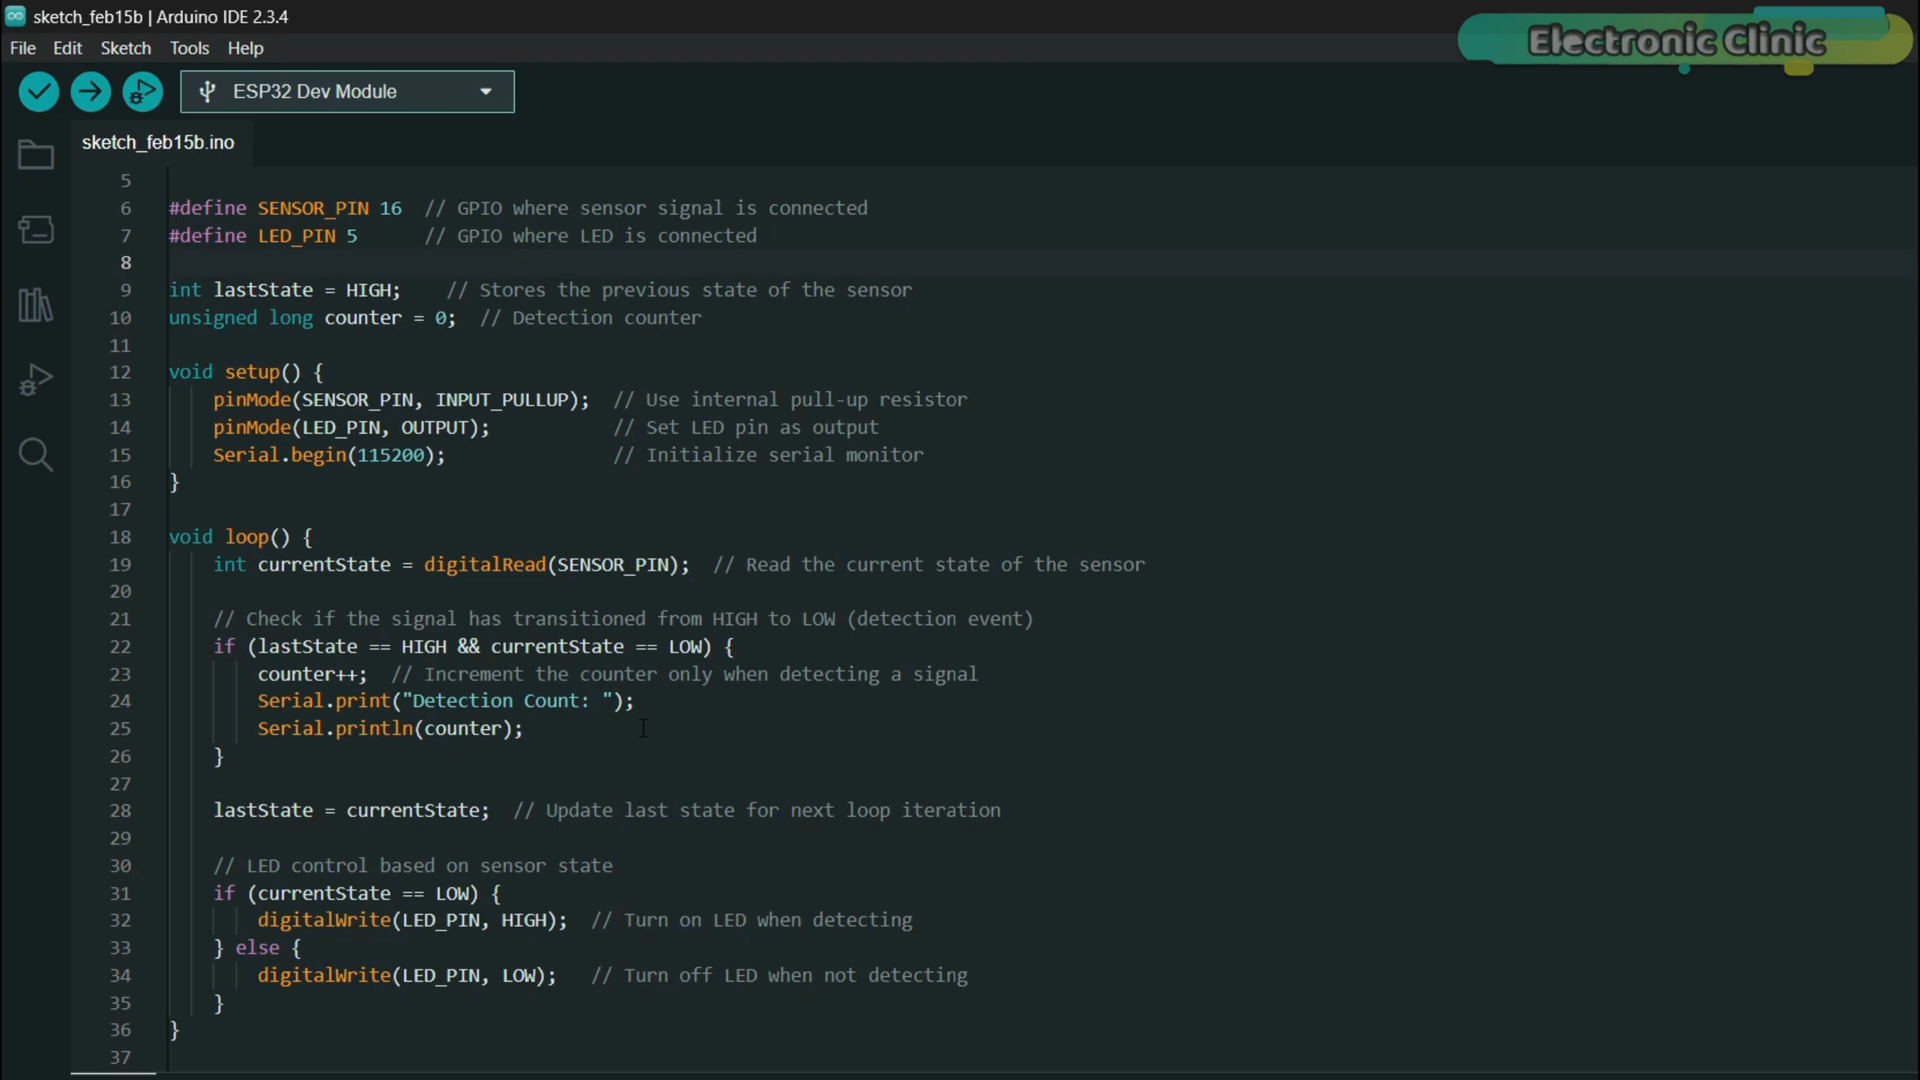 sketch_feb15b | Arduino IDE 2.3.4
File Edit Sketch Tools Help
Electronic Clinic
ESP32 Dev Module
sketch_feb15b.ino
5
6 #define SENSOR_PIN 16  // GPIO where sensor signal is connected
7 #define LED_PIN 5      // GPIO where LED is connected
8
9 int lastState = HIGH;    // Stores the previous state of the sensor
10 unsigned long counter = 0;  // Detection counter
11
12 void setup() {
13     pinMode(SENSOR_PIN, INPUT_PULLUP);  // Use internal pull-up resistor
14     pinMode(LED_PIN, OUTPUT);           // Set LED pin as output
15     Serial.begin(115200);               // Initialize serial monitor
16 }
17
18 void loop() {
19     int currentState = digitalRead(SENSOR_PIN);  // Read the current state of the sensor
20
21     // Check if the signal has transitioned from HIGH to LOW (detection event)
22     if (lastState == HIGH && currentState == LOW) {
23         counter++;  // Increment the counter only when detecting a signal
24         Serial.print("Detection Count: ");
25         Serial.println(counter);
26     }
27
28     lastState = currentState;  // Update last state for next loop iteration
29
30     // LED control based on sensor state
31     if (currentState == LOW) {
32         digitalWrite(LED_PIN, HIGH);  // Turn on LED when detecting
33     } else {
34         digitalWrite(LED_PIN, LOW);   // Turn off LED when not detecting
35     }
36 }
37